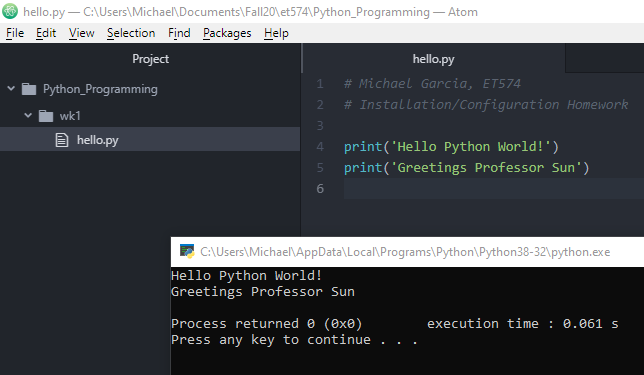 hello.py — C:\Users\Michael\Documents\Fall20\et574\Python_Programming — Atom
File Edit View Selection Find Packages Help
Project
Python_Programming
wk1
hello.py
hello.py
1 # Michael Garcia, ET574
2 # Installation/Configuration Homework
3
4 print('Hello Python World!')
5 print('Greetings Professor Sun')
6
C:\Users\Michael\AppData\Local\Programs\Python\Python38-32\python.exe
Hello Python World!
Greetings Professor Sun
Process returned 0 (0x0) execution time : 0.061 s
Press any key to continue . . .